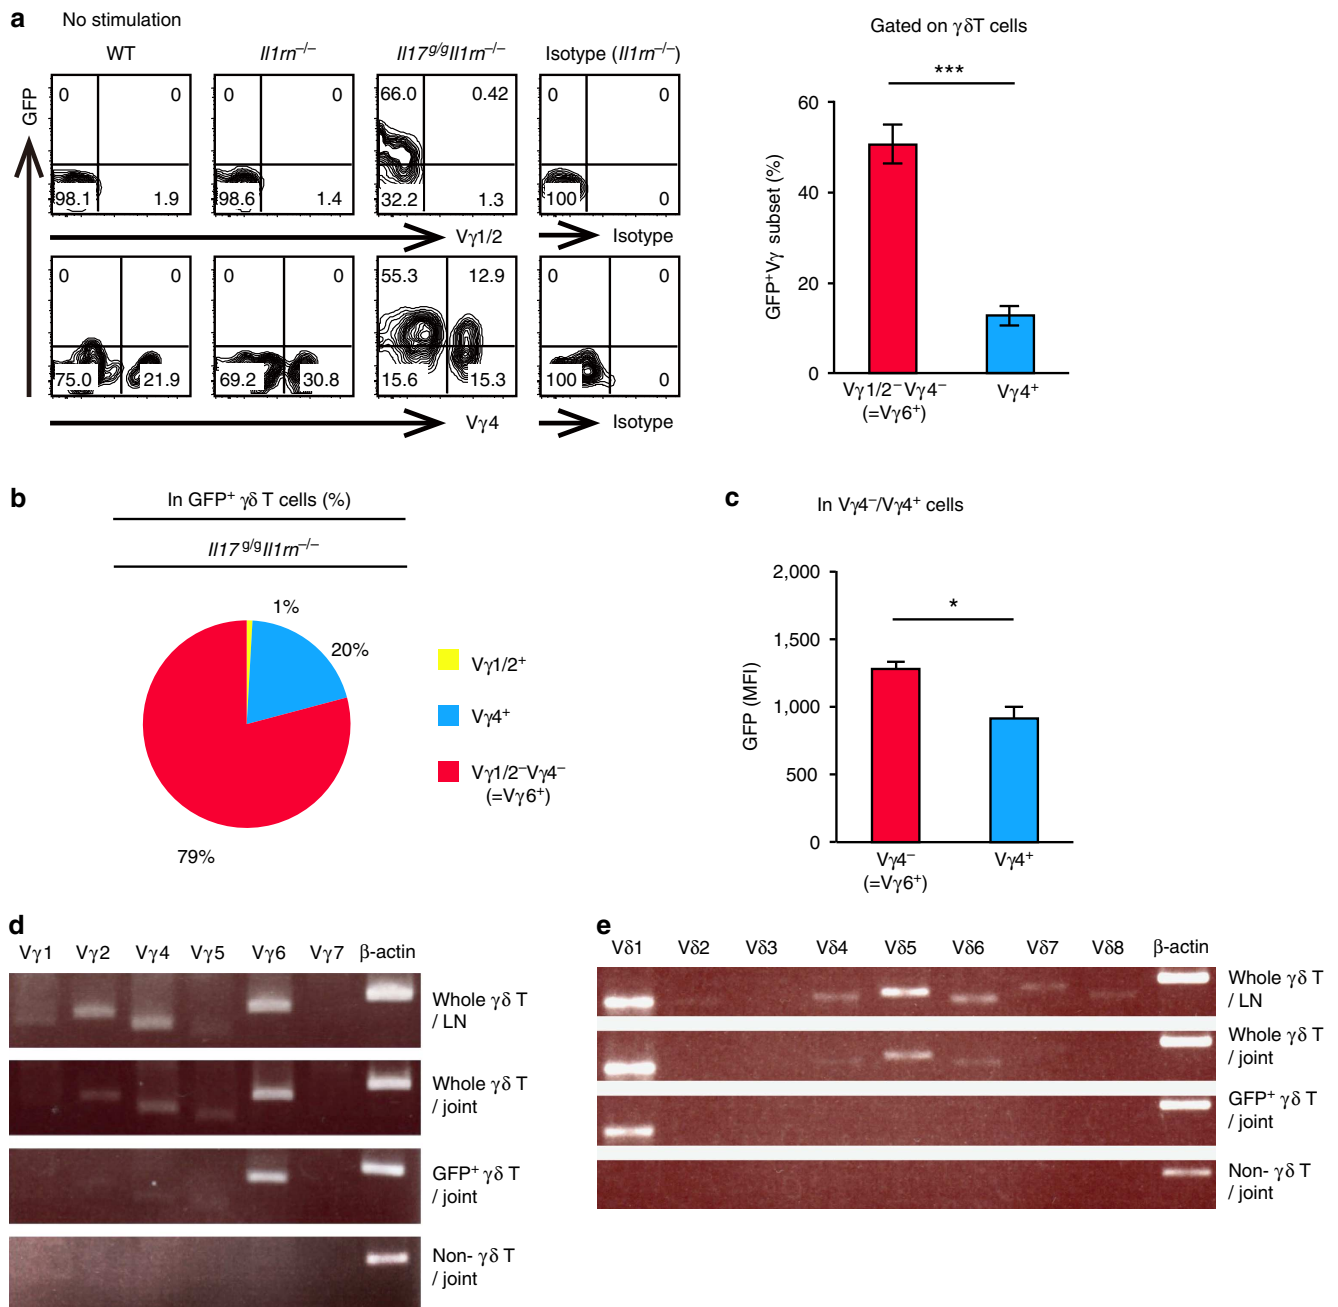 a
No stimulation
WT
Il1rn–/–
Il17g/gIl1rn–/–
Isotype (Il1rn–/–)
GFP
0 0
98.1 1.9
0 0
98.6 1.4
66.0 0.42
32.2 1.3
0 0
100 0
Vγ1/2
Isotype
0 0
75.0 21.9
0 0
69.2 30.8
55.3 12.9
15.6 15.3
0 0
100 0
Vγ4
Isotype
Gated on γδT cells
***
GFP+Vγ subset (%)
60
40
20
0
Vγ1/2–Vγ4–
(=Vγ6+)
Vγ4+
b
In GFP+ γδ T cells (%)
Il17g/gIl1rn–/–
1%
20%
79%
Vγ1/2+
Vγ4+
Vγ1/2–Vγ4–
(=Vγ6+)
c
In Vγ4–/Vγ4+ cells
*
GFP (MFI)
2,000
1,500
1,000
500
0
Vγ4–
(=Vγ6+)
Vγ4+
d
Vγ1 Vγ2 Vγ4 Vγ5 Vγ6 Vγ7 β-actin
Whole γδ T
/ LN
Whole γδ T
/ joint
GFP+ γδ T
/ joint
Non- γδ T
/ joint
e
Vδ1 Vδ2 Vδ3 Vδ4 Vδ5 Vδ6 Vδ7 Vδ8 β-actin
Whole γδ T
/ LN
Whole γδ T
/ joint
GFP+ γδ T
/ joint
Non- γδ T
/ joint